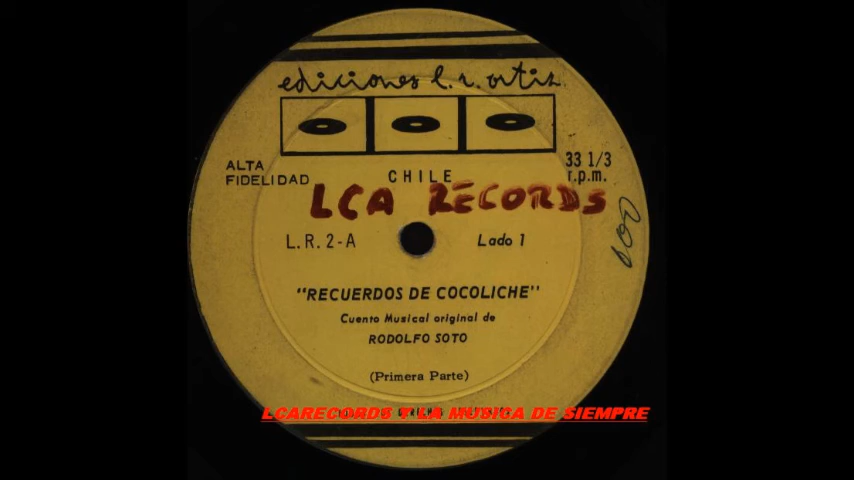 ediciones l. r. ortiz.
ALTA FIDELIDAD
CHILE
33 1/3 r.p.m.
LCA RECORDS
L.R. 2-A
Lado 1
"RECUERDOS DE COCOLICHE"
Cuento Musical original de
RODOLFO SOTO
(Primera Parte)
LCARECORDS Y LA MUSICA DE SIEMPRE